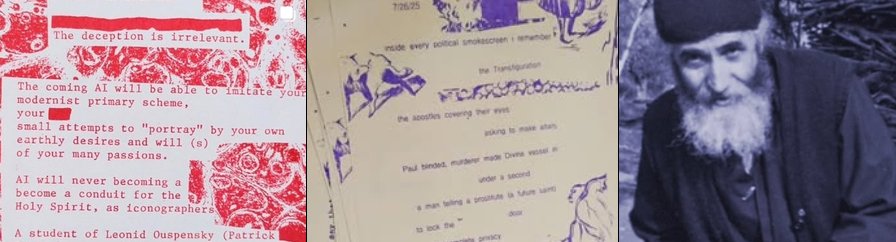 The deception is irrelevant.
The coming AI will be able to imitate your
modernist primary scheme,
your
small attempts to "portray" by your own
earthly desires and will (s)
of your many passions.
AI will never becoming a
become a conduit for the
Holy Spirit, as iconographers
A student of Leonid Ouspensky (Patrick
7/26/25
inside every political smokescreen i remember
the Transfiguration
the apostles covering their eyes
asking to make altars
Paul blinded, murderer made Divine vessel in
under a second
a man telling a prostitute (a future saint)
to lock the door
complete privacy